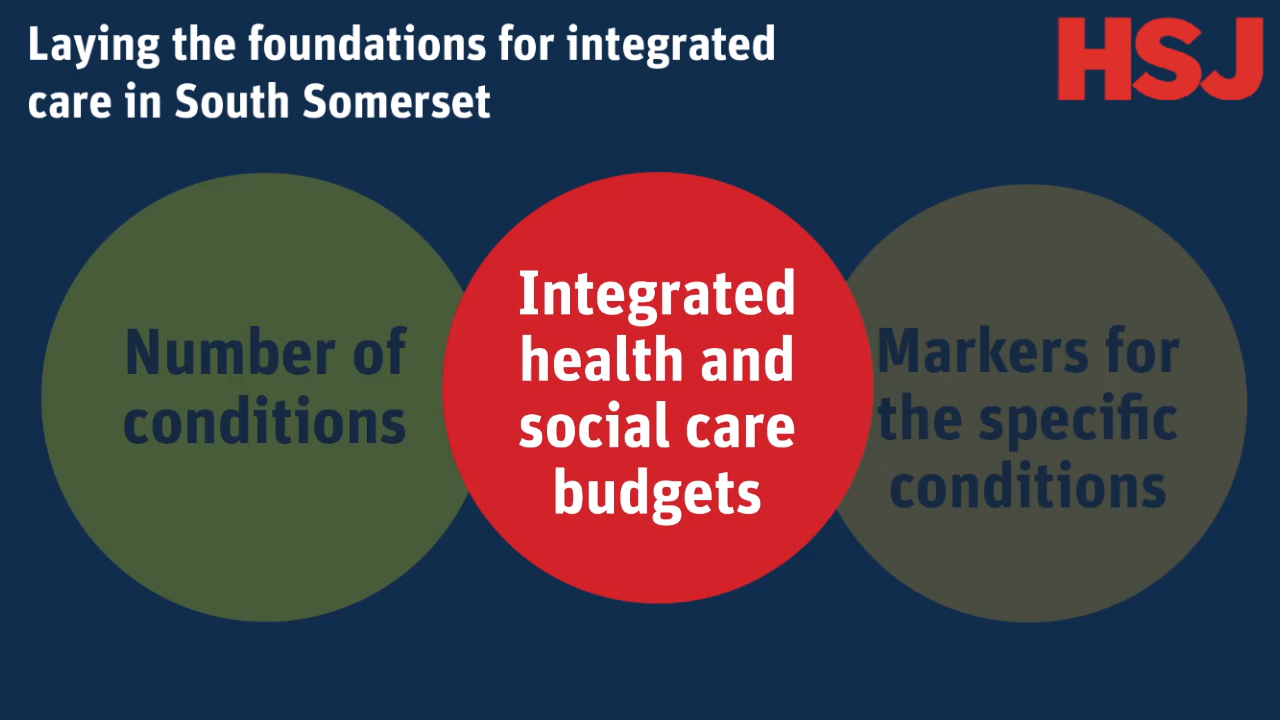 Laying the foundations for integrated
care in South Somerset
HSJ
Number of
conditions
Integrated
health and
social care
budgets
Markers for
the specific
conditions